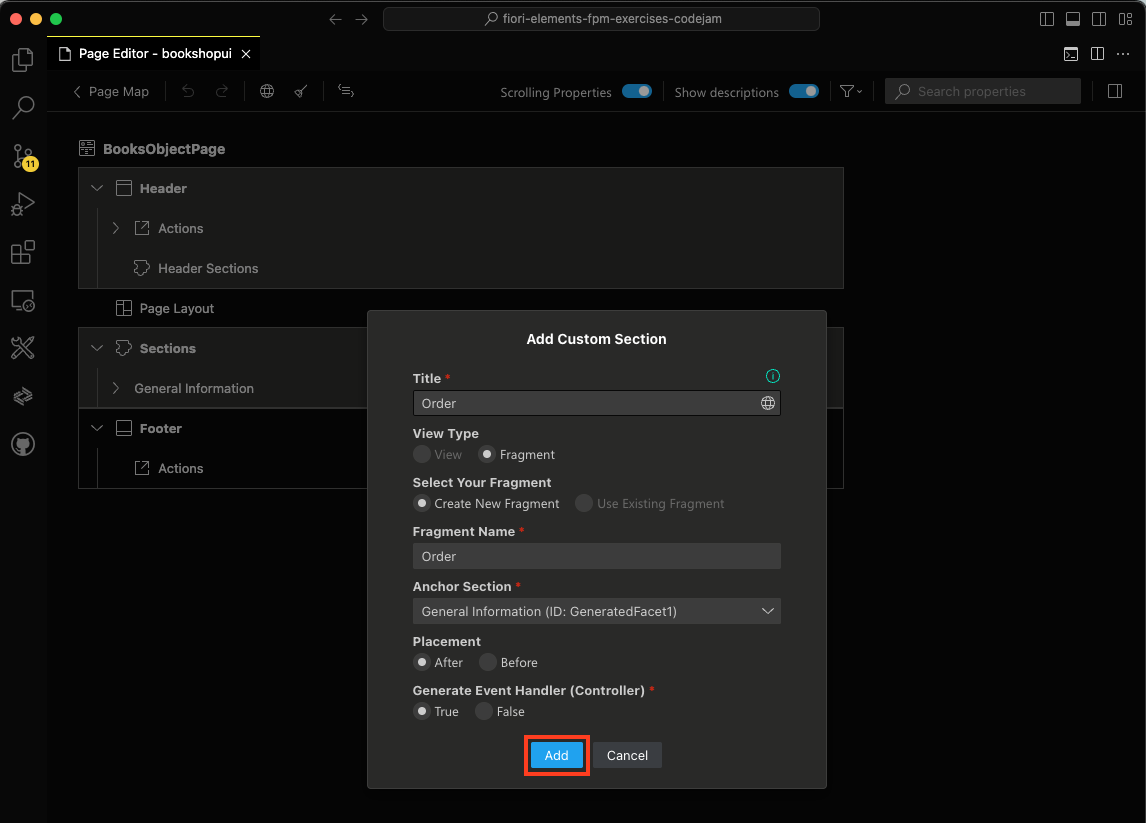 fiori-elements-fpm-exercises-codejam
Page Editor - bookshopui
Page Map
Scrolling Properties
Show descriptions
Search properties
11
BooksObjectPage
Header
Actions
Header Sections
Page Layout
Sections
General Information
Footer
Actions
Add Custom Section
Title *
Order
View Type
View Fragment
Select Your Fragment
Create New Fragment Use Existing Fragment
Fragment Name *
Order
Anchor Section *
General Information (ID: GeneratedFacet1)
Placement
After Before
Generate Event Handler (Controller) *
True False
Add Cancel